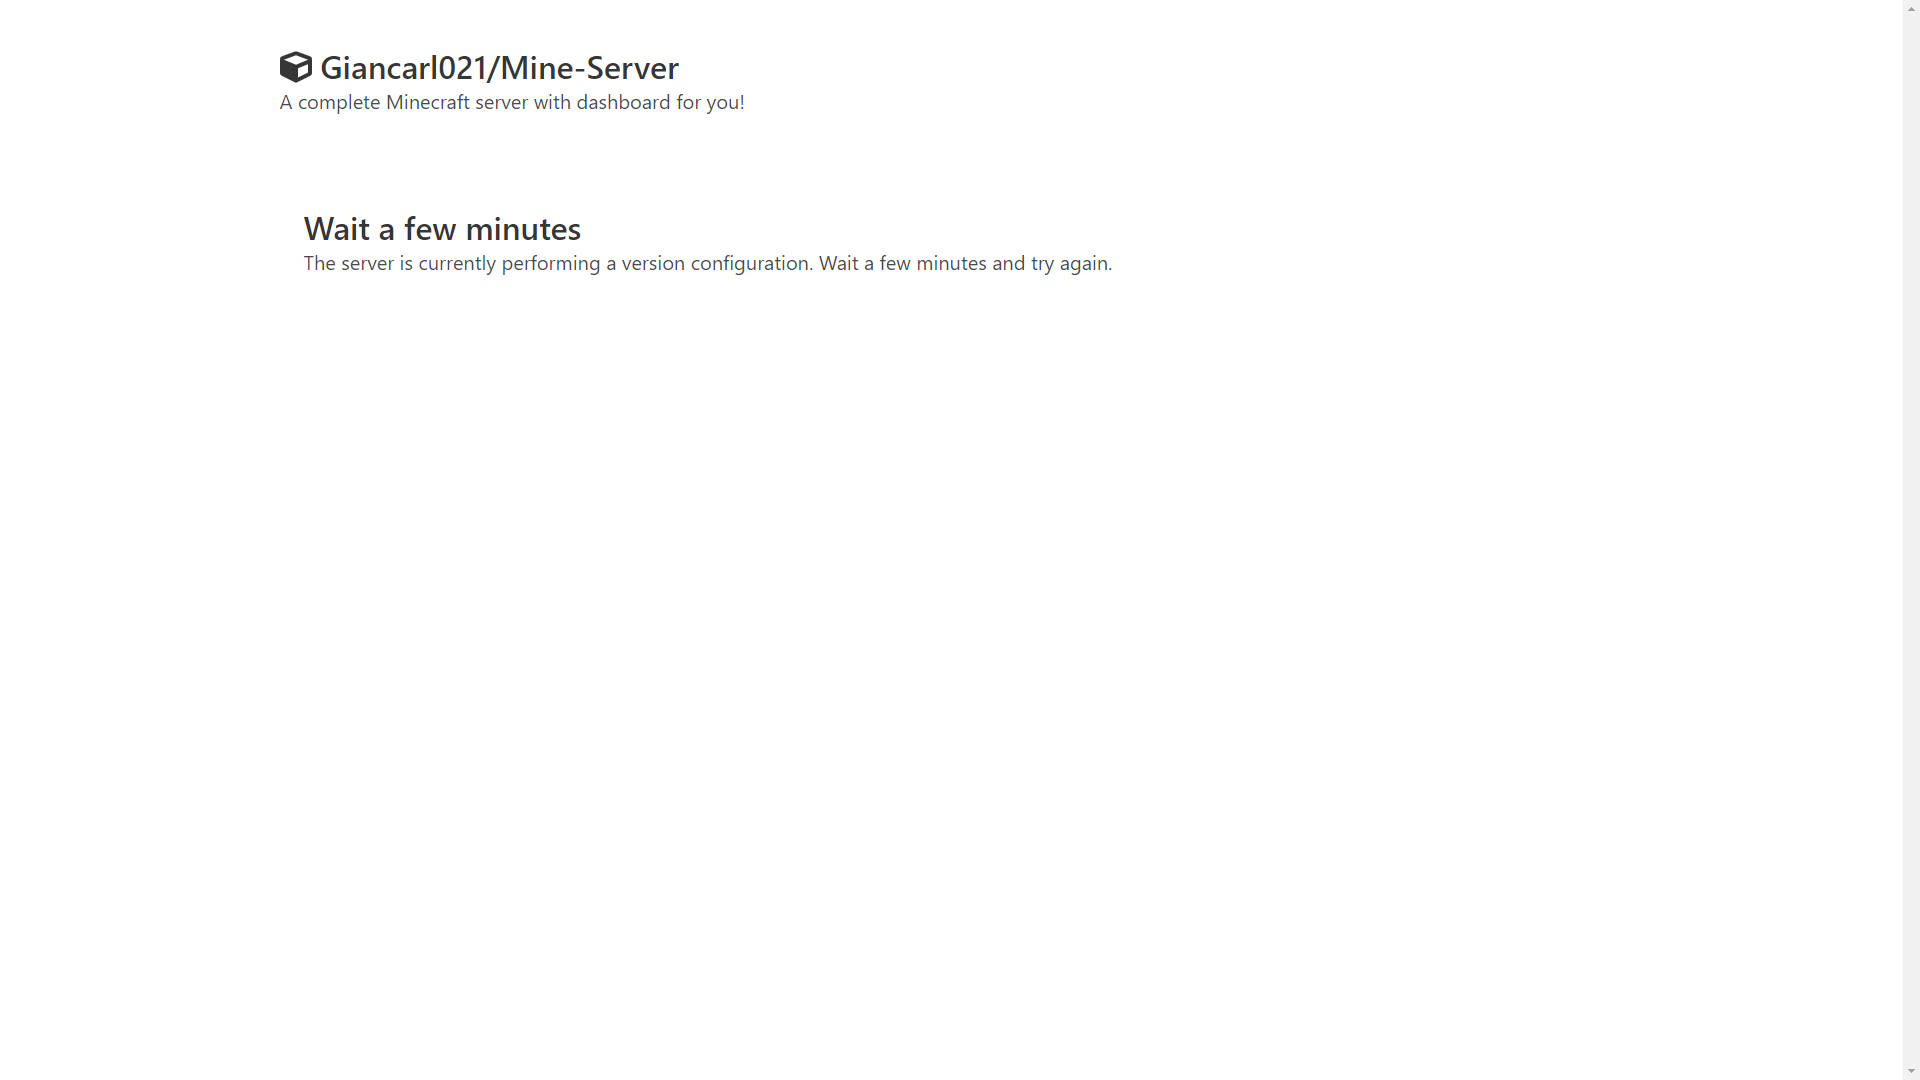 Giancarl021/Mine-Server
A complete Minecraft server with dashboard for you!
Wait a few minutes
The server is currently performing a version configuration. Wait a few minutes and try again.